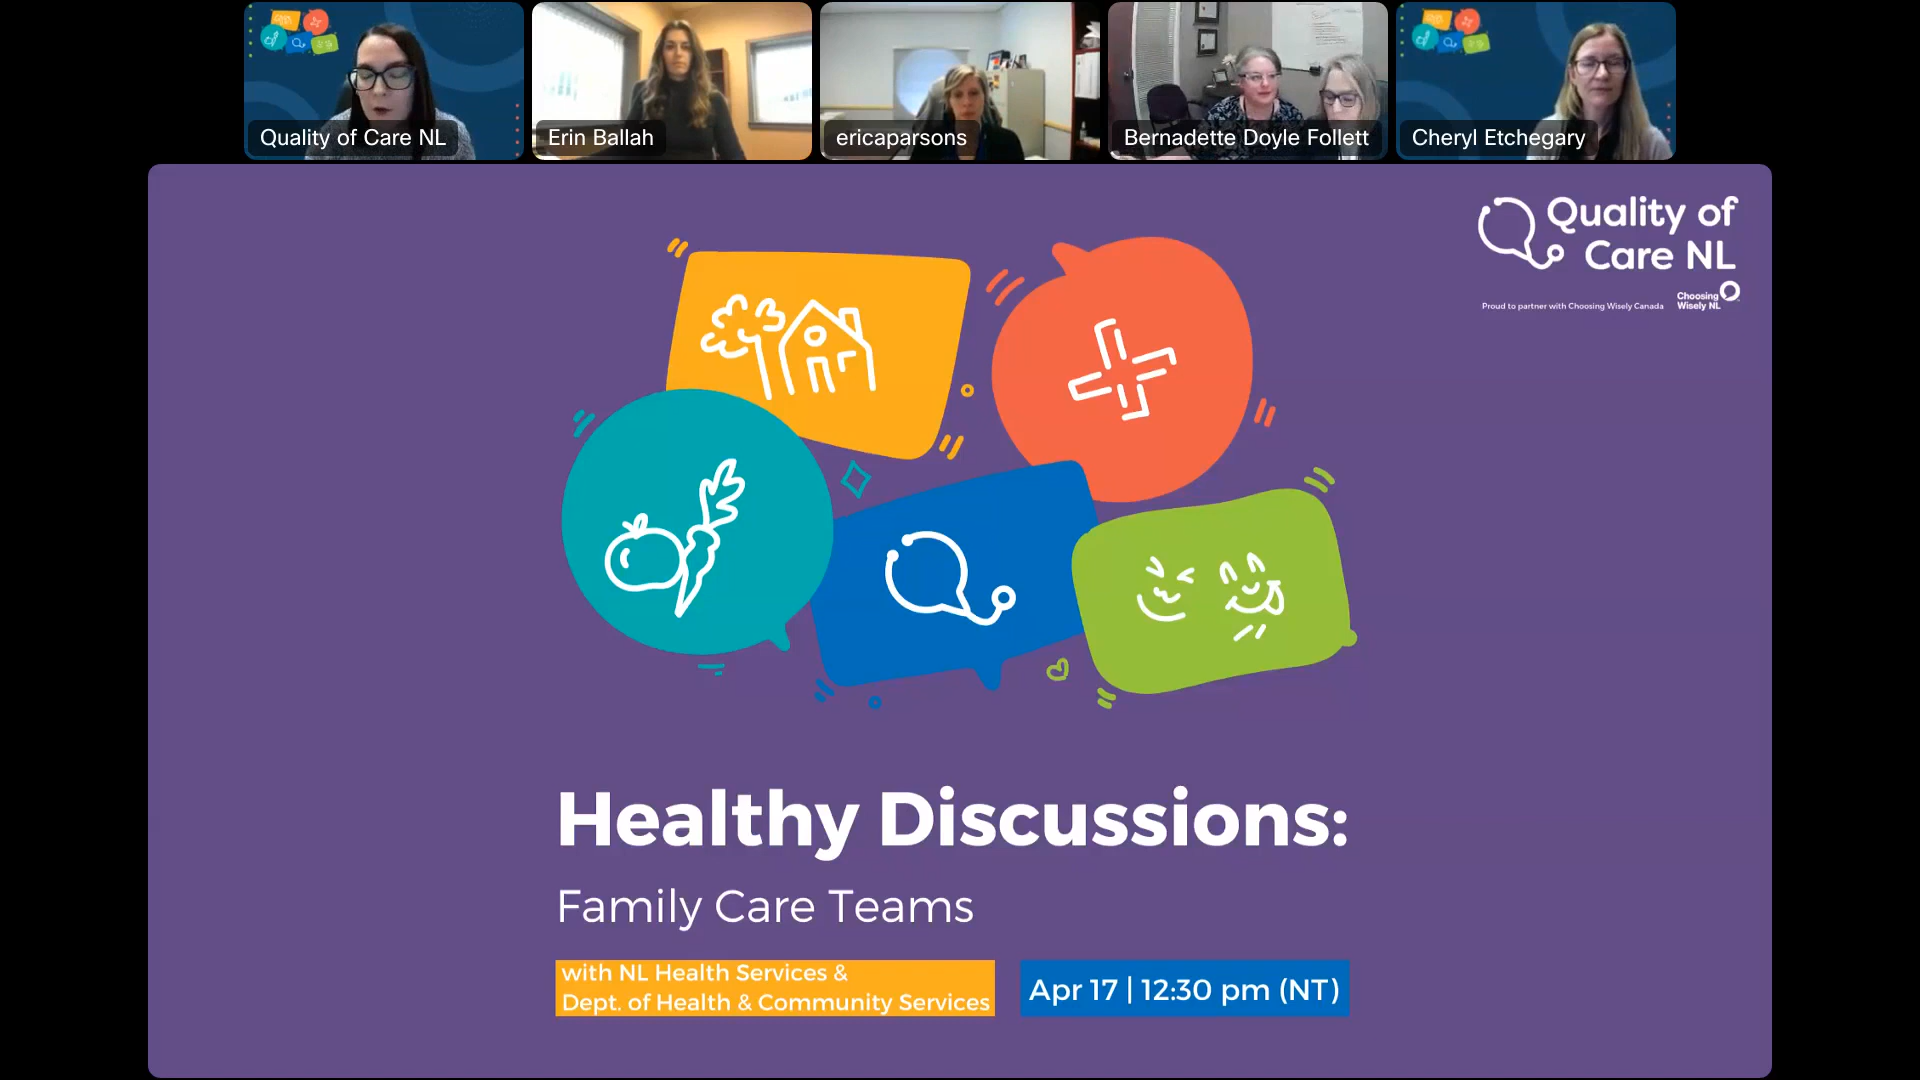 Quality of Care NL
Erin Ballah
ericaparsons
Bernadette Doyle Follett
Cheryl Etchegary
Quality of
Care NL
Proud to partner with Choosing Wisely Canada
Choosing
Wisely NL
Healthy Discussions:
Family Care Teams
with NL Health Services &
Dept. of Health & Community Services
Apr 17 | 12:30 pm (NT)